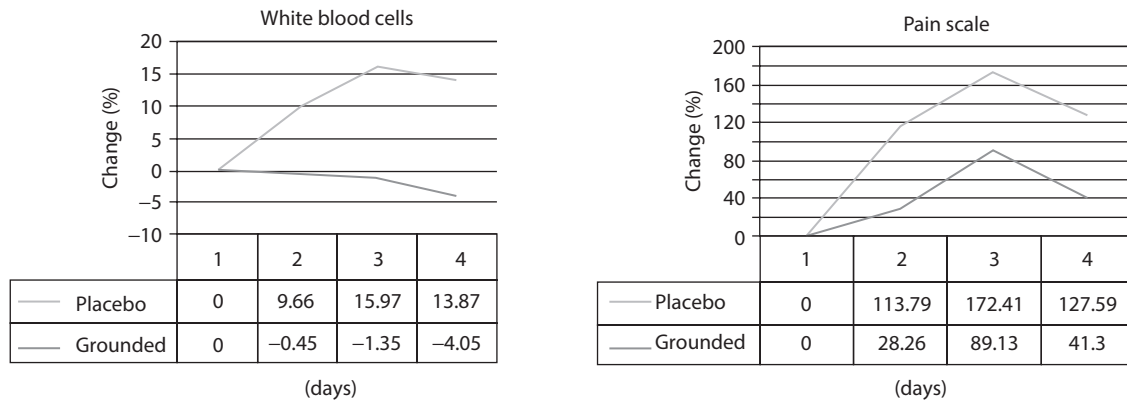 White blood cells
20
15
10
5
0
−5
−10
Change (%)
1 2 3 4
Placebo 0 9.66 15.97 13.87
Grounded 0 −0.45 −1.35 −4.05
(days)
Pain scale
200
160
120
80
40
0
Change (%)
1 2 3 4
Placebo 0 113.79 172.41 127.59
Grounded 0 28.26 89.13 41.3
(days)